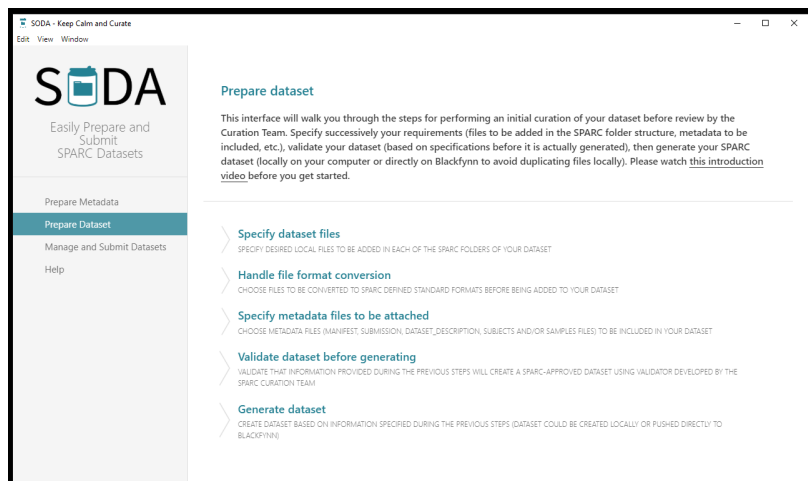 SODA - Keep Calm and Curate
Edit View Window
SODA
Easily Prepare and
Submit
SPARC Datasets
Prepare Metadata
Prepare Dataset
Manage and Submit Datasets
Help
Prepare dataset
This interface will walk you through the steps for performing an initial curation of your dataset before review by the
Curation Team. Specify successively your requirements (files to be added in the SPARC folder structure, metadata to be
included, etc.), validate your dataset (based on specifications before it is actually generated), then generate your SPARC
dataset (locally on your computer or directly on Blackfynn to avoid duplicating files locally). Please watch this introduction
video before you get started.
Specify dataset files
SPECIFY DESIRED LOCAL FILES TO BE ADDED IN EACH OF THE SPARC FOLDERS OF YOUR DATASET
Handle file format conversion
CHOOSE FILES TO BE CONVERTED TO SPARC DEFINED STANDARD FORMATS BEFORE BEING ADDED TO YOUR DATASET
Specify metadata files to be attached
CHOOSE METADATA FILES (MANIFEST, SUBMISSION, DATASET_DESCRIPTION, SUBJECTS AND/OR SAMPLES FILES) TO BE INCLUDED IN YOUR DATASET
Validate dataset before generating
VALIDATE THAT INFORMATION PROVIDED DURING THE PREVIOUS STEPS WILL CREATE A SPARC-APPROVED DATASET USING VALIDATOR DEVELOPED BY THE
SPARC CURATION TEAM
Generate dataset
CREATE DATASET BASED ON INFORMATION SPECIFIED DURING THE PREVIOUS STEPS (DATASET COULD BE CREATED LOCALLY OR PUSHED DIRECTLY TO
BLACKFYNN)